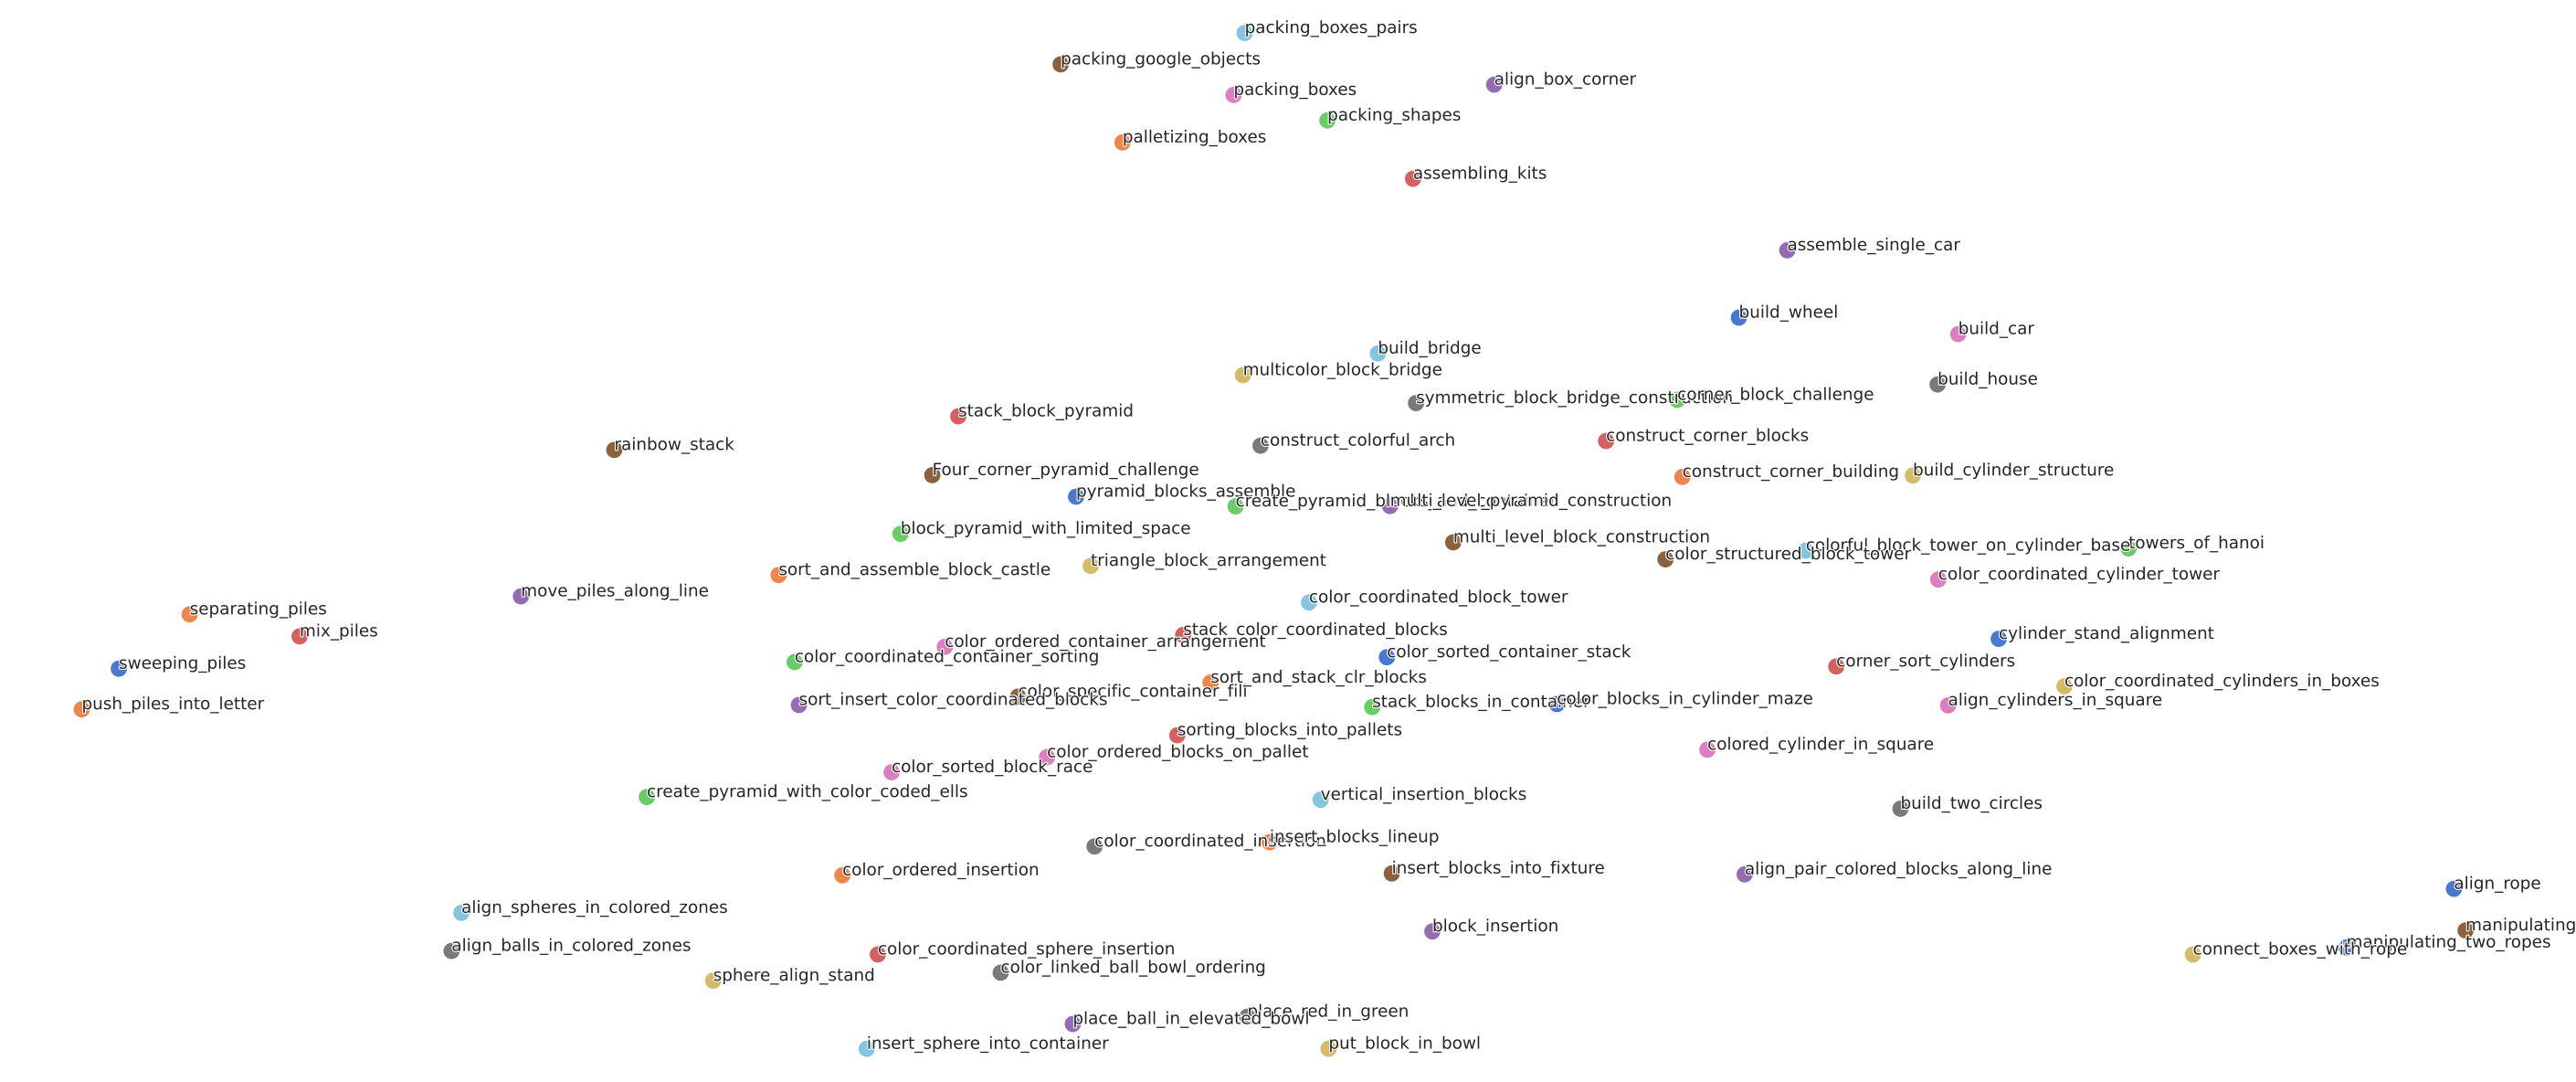 packing_boxes_pairs
packing_google_objects
align_box_corner
packing_boxes
packing_shapes
palletizing_boxes
assembling_kits
assemble_single_car
build_wheel
build_car
build_bridge
multicolor_block_bridge
build_house
corner_block_challenge
symmetric_block_bridge_construction
stack_block_pyramid
construct_corner_blocks
construct_colorful_arch
rainbow_stack
Four_corner_pyramid_challenge
build_cylinder_structure
construct_corner_building
pyramid_blocks_assemble
multi_level_pyramid_construction
block_pyramid_with_limited_space
multi_level_block_construction
towers_of_hanoi
colorful_block_tower_on_cylinder_base
color_structured_block_tower
triangle_block_arrangement
sort_and_assemble_block_castle
color_coordinated_cylinder_tower
move_piles_along_line
color_coordinated_block_tower
separating_piles
mix_piles
stack_color_coordinated_blocks
cylinder_stand_alignment
color_ordered_container_arrangement
color_sorted_container_stack
color_coordinated_container_sorting
corner_sort_cylinders
sweeping_piles
sort_and_stack_clr_blocks
color_coordinated_cylinders_in_boxes
color_specific_container_fill
sort_insert_color_coordinated_blocks
color_blocks_in_cylinder_maze
align_cylinders_in_square
stack_blocks_in_container
push_piles_into_letter
sorting_blocks_into_pallets
colored_cylinder_in_square
color_ordered_blocks_on_pallet
color_sorted_block_race
create_pyramid_with_color_coded_ells
vertical_insertion_blocks
build_two_circles
insert_blocks_lineup
color_coordinated_insertion
insert_blocks_into_fixture
color_ordered_insertion
align_pair_colored_blocks_along_line
align_rope
align_spheres_in_colored_zones
block_insertion
manipulating
manipulating_two_ropes
align_balls_in_colored_zones
color_coordinated_sphere_insertion
connect_boxes_with_rope
color_linked_ball_bowl_ordering
sphere_align_stand
place_red_in_green
place_ball_in_elevated_bowl
insert_sphere_into_container
put_block_in_bowl